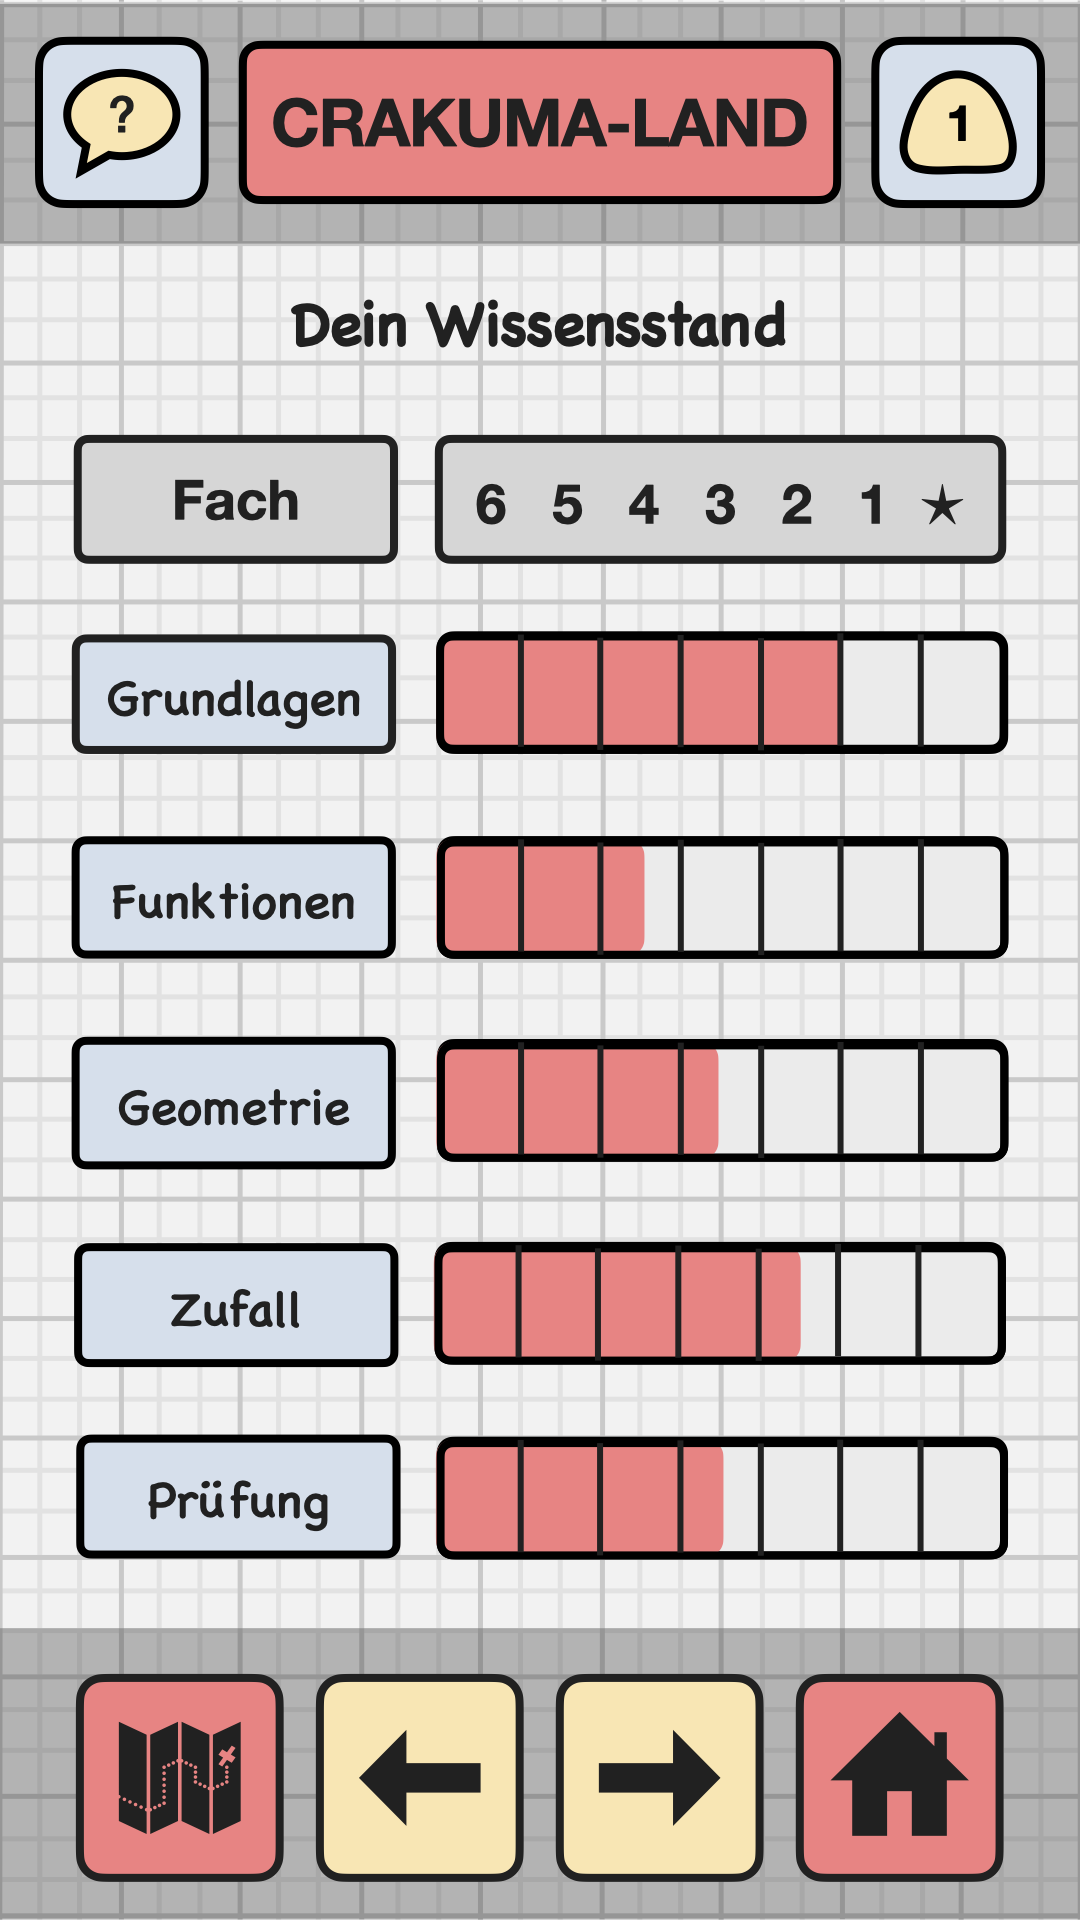 ?
CRAKUMA-LAND
1
Dein Wissensstand
Fach
6 5 4 3 2 1 ★
Grundlagen
Funktionen
Geometrie
Zufall
Prüfung